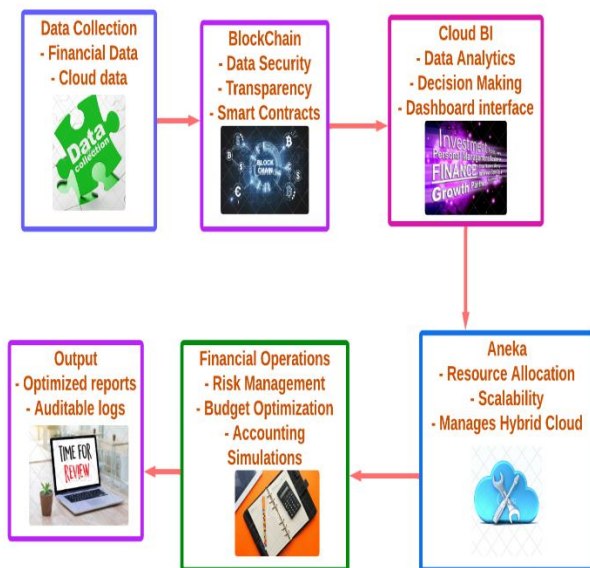 Data Collection
- Financial Data
- Cloud data
Data
collection
BlockChain
- Data Security
- Transparency
- Smart Contracts
BLOCK
CHAIN
Cloud BI
- Data Analytics
- Decision Making
- Dashboard interface
Investment
FINANCE
Growth
Aneka
- Resource Allocation
- Scalability
- Manages Hybrid Cloud
Financial Operations
- Risk Management
- Budget Optimization
- Accounting
Simulations
Output
- Optimized reports
- Auditable logs
TIME FOR
REVIEW